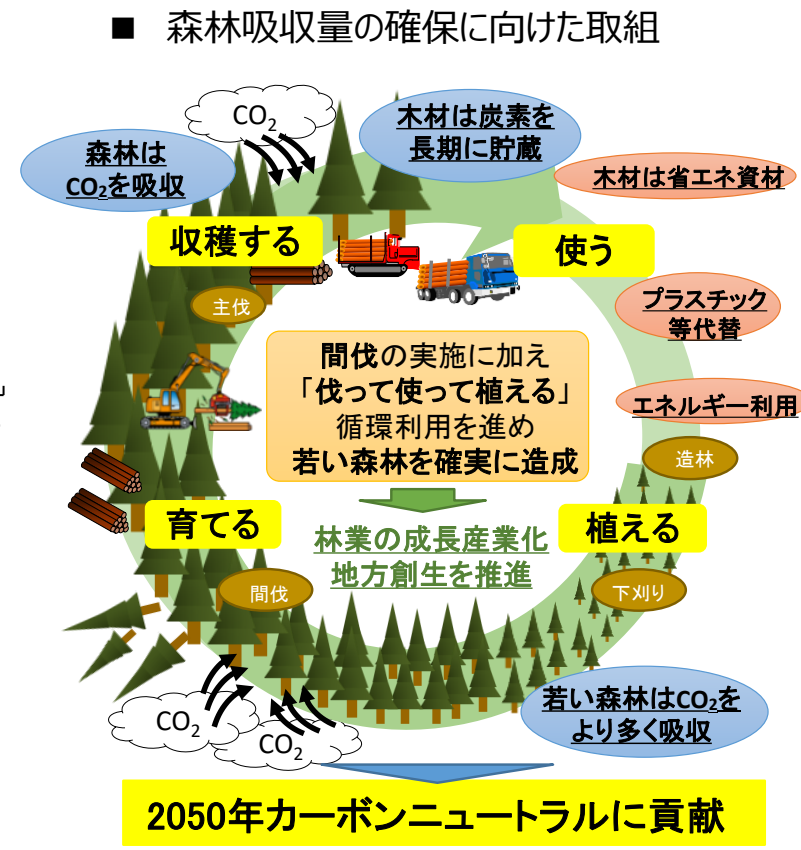 ■ 森林吸収量の確保に向けた取組
CO2
木材は炭素を
長期に貯蔵
森林は
CO2を吸収
木材は省エネ資材
収穫する
使う
主伐
プラスチック
等代替
間伐の実施に加え
「伐って使って植える」
循環利用を進め
若い森林を確実に造成
」
エネルギー利用
造林
育てる
植える
林業の成長産業化
地方創生を推進
間伐
下刈り
若い森林はCO2を
より多く吸収
CO2
CO2
2050年カーボンニュートラルに貢献